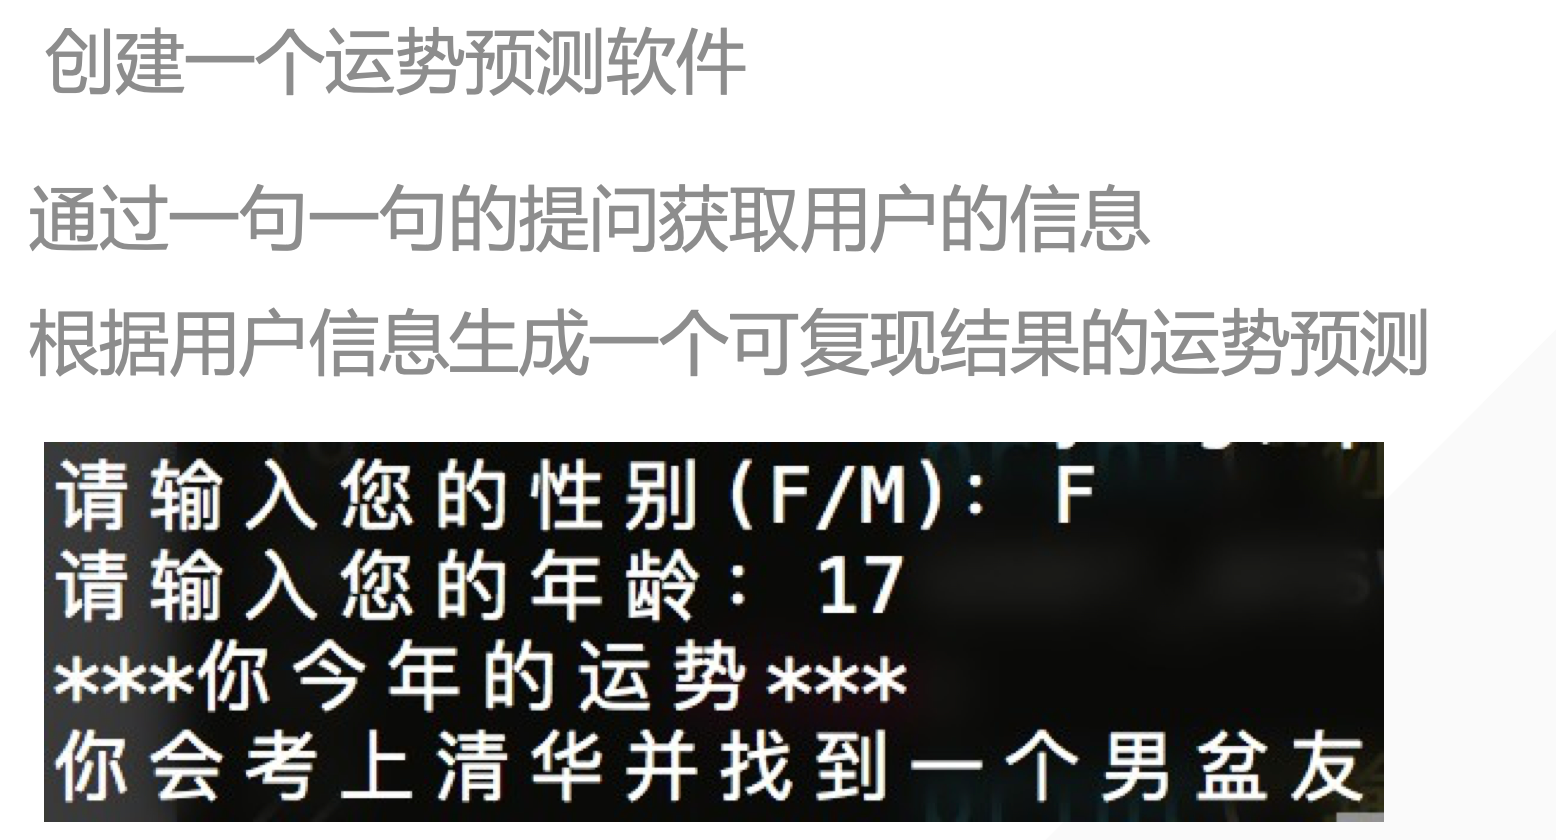 创建一个运势预测软件
通过一句一句的提问获取用户的信息
根据用户信息生成一个可复现结果的运势预测
请输入您的性别(F/M): F
请输入您的年龄: 17
***你今年的运势***
你会考上清华并找到一个男盆友